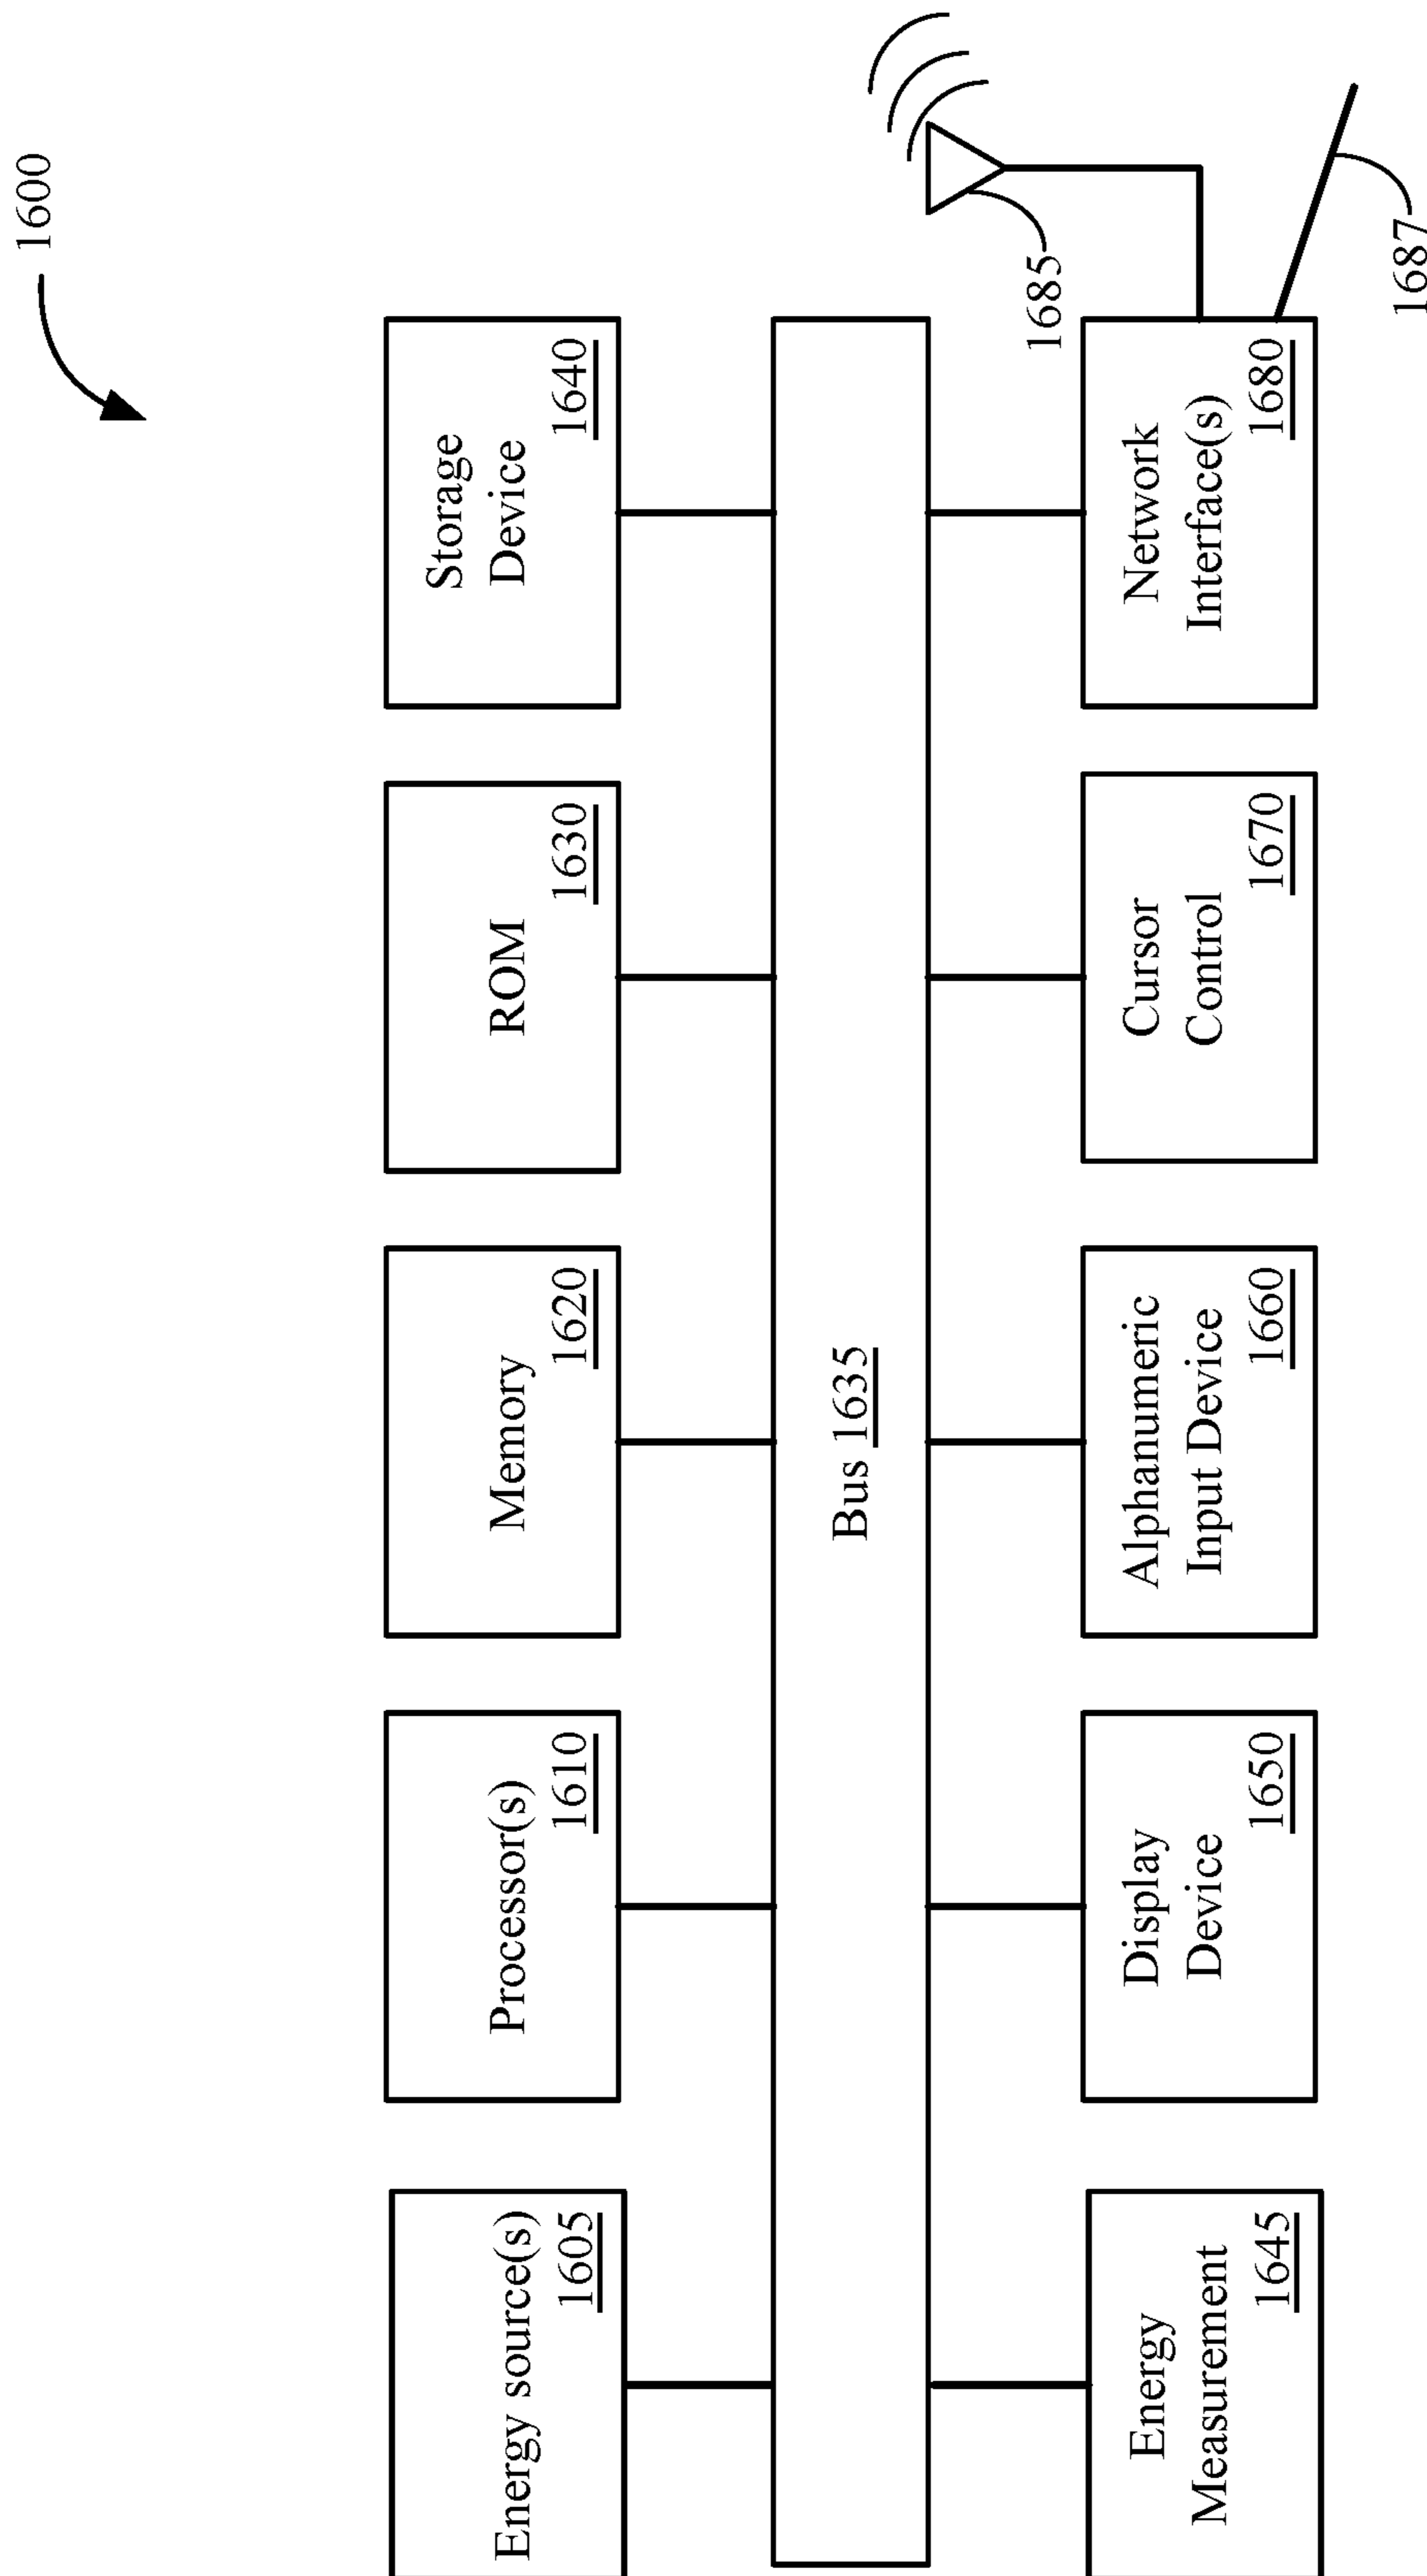 1600
Energy source(s)
1605
Processor(s)
1610
Memory
1620
ROM
1630
Storage
Device
1640
Bus 1635
1685
Energy
Measurement
1645
Display
Device
1650
Alphanumeric
Input Device
1660
Cursor
Control
1670
Network
Interface(s)
1680
1687